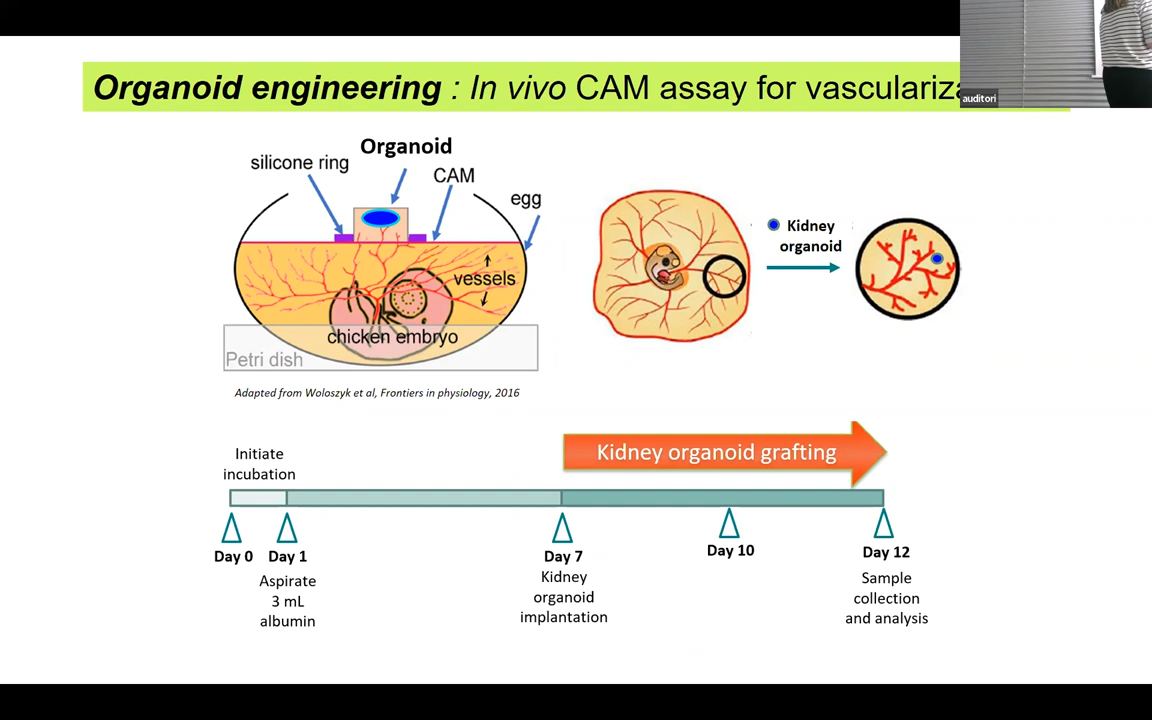 Organoid engineering : In vivo CAM assay for
auditori
Organoid
silicone ring
CAM
egg
vessels
chicken embryo
Petri dish
Adapted from Woloszyk et al, Frontiers in physiology, 2016
Kidney
organoid
Kidney organoid grafting
Initiate
incubation
Day 0
Day 1
Aspirate
3 mL
albumin
Day 7
Kidney
organoid
implantation
Day 10
Day 12
Sample
collection
and analysis